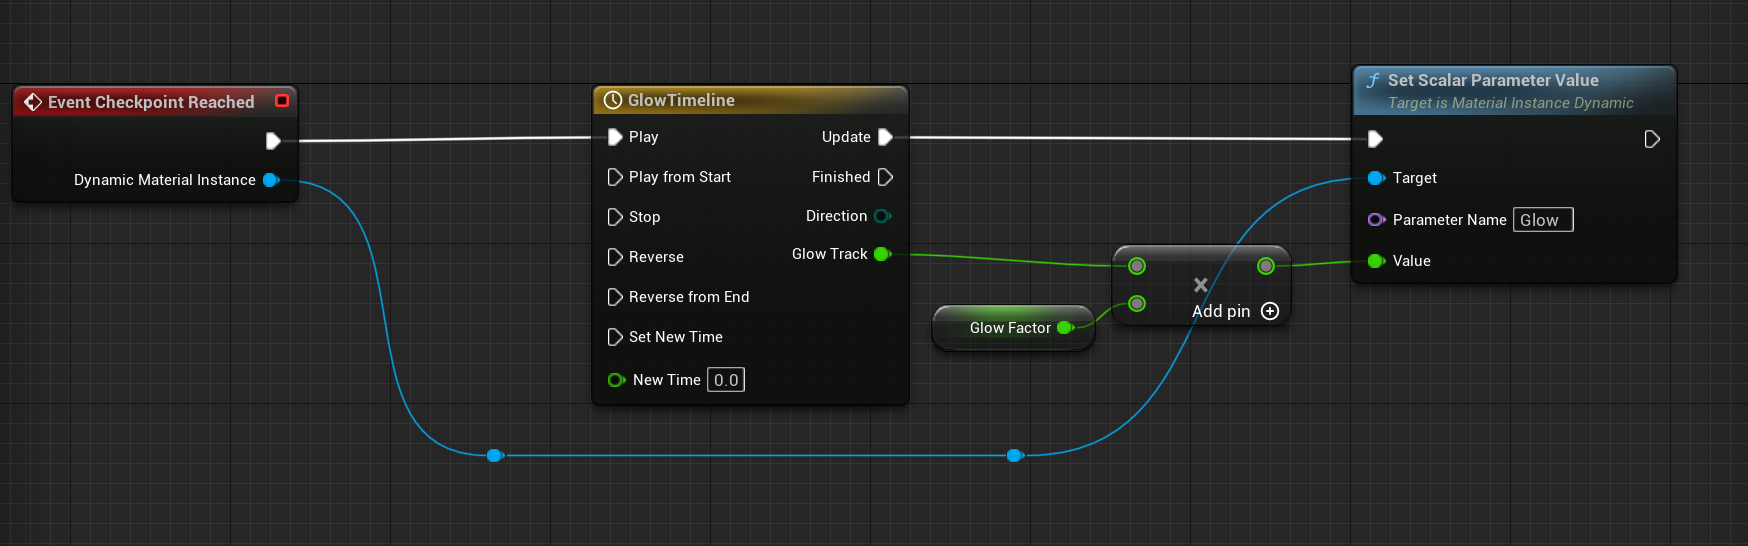 Event Checkpoint Reached
Dynamic Material Instance
GlowTimeline
Play
Update
Play from Start
Finished
Stop
Direction
Reverse
Glow Track
Reverse from End
Set New Time
New Time 0.0
Glow Factor
Add pin
Set Scalar Parameter Value
Target is Material Instance Dynamic
Target
Parameter Name Glow
Value